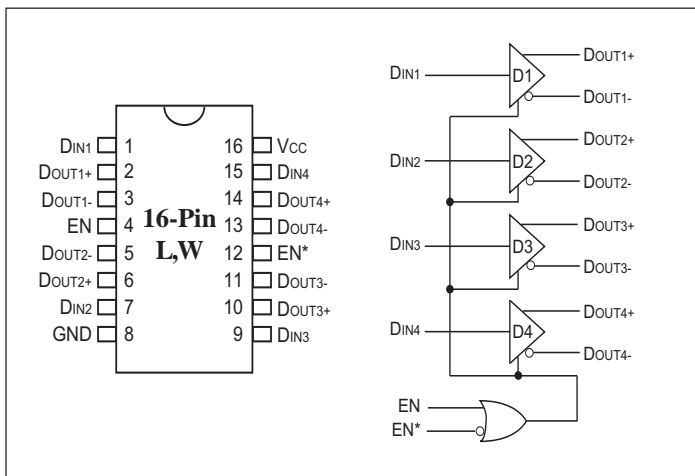 DIN1 1 16 VCC
DOUT1+ 2 15 DIN4
DOUT1- 3 14 DOUT4+
EN 4 16-Pin 13 DOUT4-
DOUT2- 5 L,W 12 EN*
DOUT2+ 6 11 DOUT3-
DIN2 7 10 DOUT3+
GND 8 9 DIN3
DOUT1+
DIN1 D1
DOUT1-
DOUT2+
DIN2 D2
DOUT2-
DOUT3+
DIN3 D3
DOUT3-
DOUT4+
DIN4 D4
DOUT4-
EN
EN*